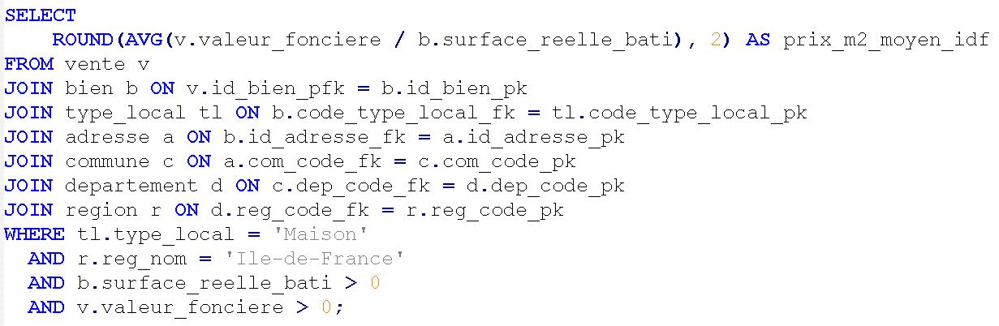 SELECT
    ROUND(AVG(v.valeur_fonciere / b.surface_reelle_bati), 2) AS prix_m2_moyen_idf
FROM vente v
JOIN bien b ON v.id_bien_pfk = b.id_bien_pk
JOIN type_local tl ON b.code_type_local_fk = tl.code_type_local_pk
JOIN adresse a ON b.id_adresse_fk = a.id_adresse_pk
JOIN commune c ON a.com_code_fk = c.com_code_pk
JOIN departement d ON c.dep_code_fk = d.dep_code_pk
JOIN region r ON d.reg_code_fk = r.reg_code_pk
WHERE tl.type_local = 'Maison'
  AND r.reg_nom = 'Ile-de-France'
  AND b.surface_reelle_bati > 0
  AND v.valeur_fonciere > 0;